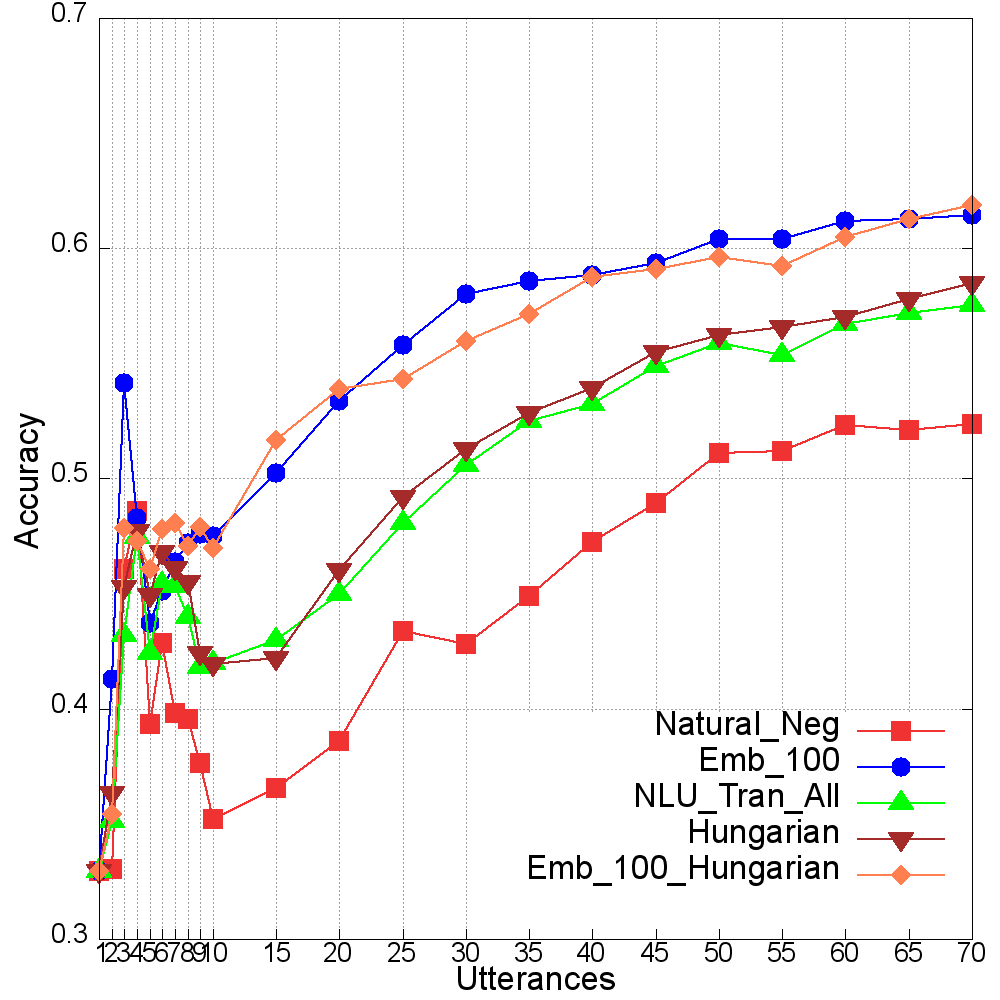 0.7
0.6
0.5
0.4
0.3
Accuracy
Natural_Neg
Emb_100
NLU_Tran_All
Hungarian
Emb_100_Hungarian
1 2 3 4 5 6 7 8 9 10 15 20 25 30 35 40 45 50 55 60 65 70
Utterances